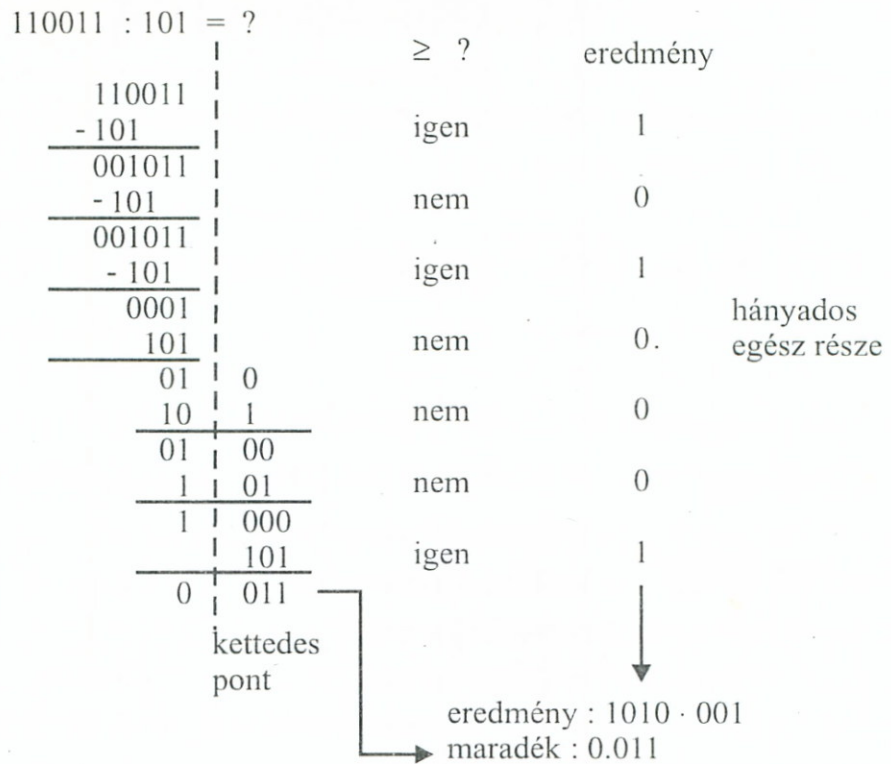 110011 : 101 = ?
≥ ? eredmény
110011
- 101 igen 1
001011
- 101 nem 0
001011
- 101 igen 1
0001
101 nem 0.
hányados
egész része
01 0
10 1 nem 0
01 00
1 01 nem 0
1 000
101 igen 1
0 011
kettedes
pont
eredmény : 1010 · 001
maradék : 0.011